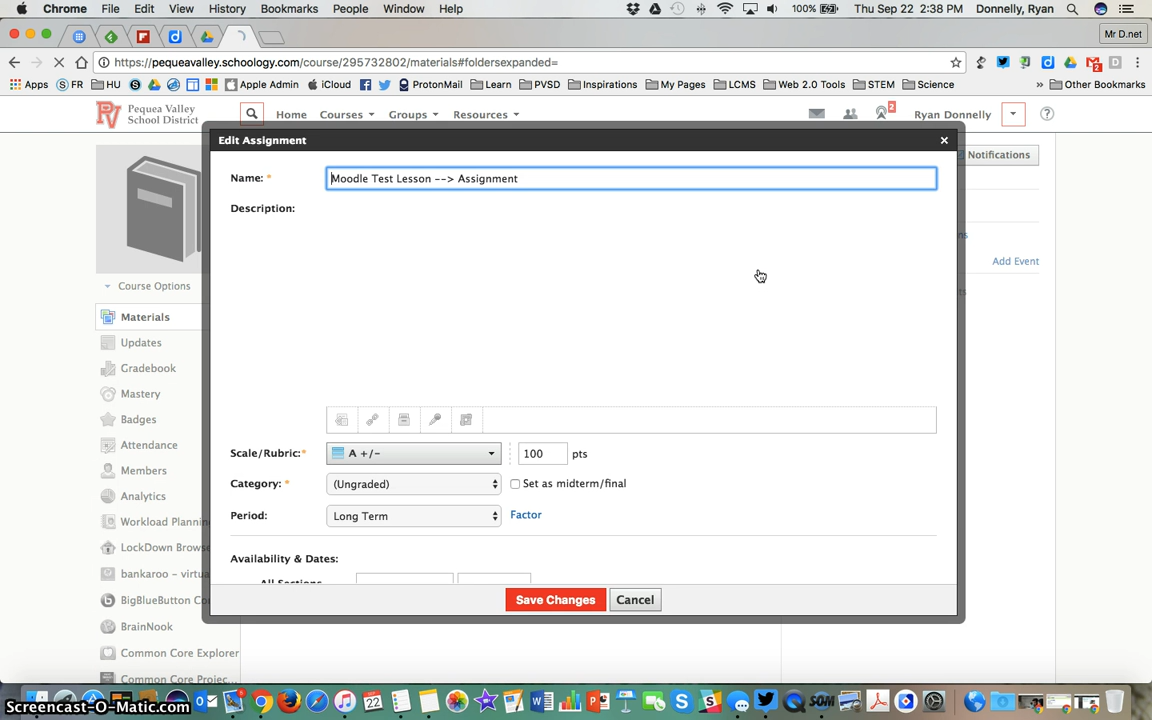 Chrome File Edit View History Bookmarks People Window Help 100% Thu Sep 22 2:38 PM Donnelly, Ryan
Mr D.net
https://pequeavalley.schoology.com/course/295732802/materials#foldersexpanded=
Apps FR HU Apple Admin iCloud ProtonMail Learn PVSD Inspirations My Pages LCMS Web 2.0 Tools STEM Science » Other Bookmarks
Pequea Valley
School District
Home Courses Groups Resources 2 Ryan Donnelly
Edit Assignment
Notifications
Name: * Moodle Test Lesson --> Assignment
Description:
Add Event
Course Options
Materials
Updates
Gradebook
Mastery
Badges
Attendance
Members
Analytics
Workload Plannin
LockDown Brows
bankaroo - virtua
BigBlueButton Co
BrainNook
Common Core Explorer
Common Core Projec...
Scale/Rubric: * A +/- 100 pts
Category: * (Ungraded) Set as midterm/final
Period: Long Term Factor
Availability & Dates:
All Sections
Save Changes Cancel
Screencast-O-Matic.com